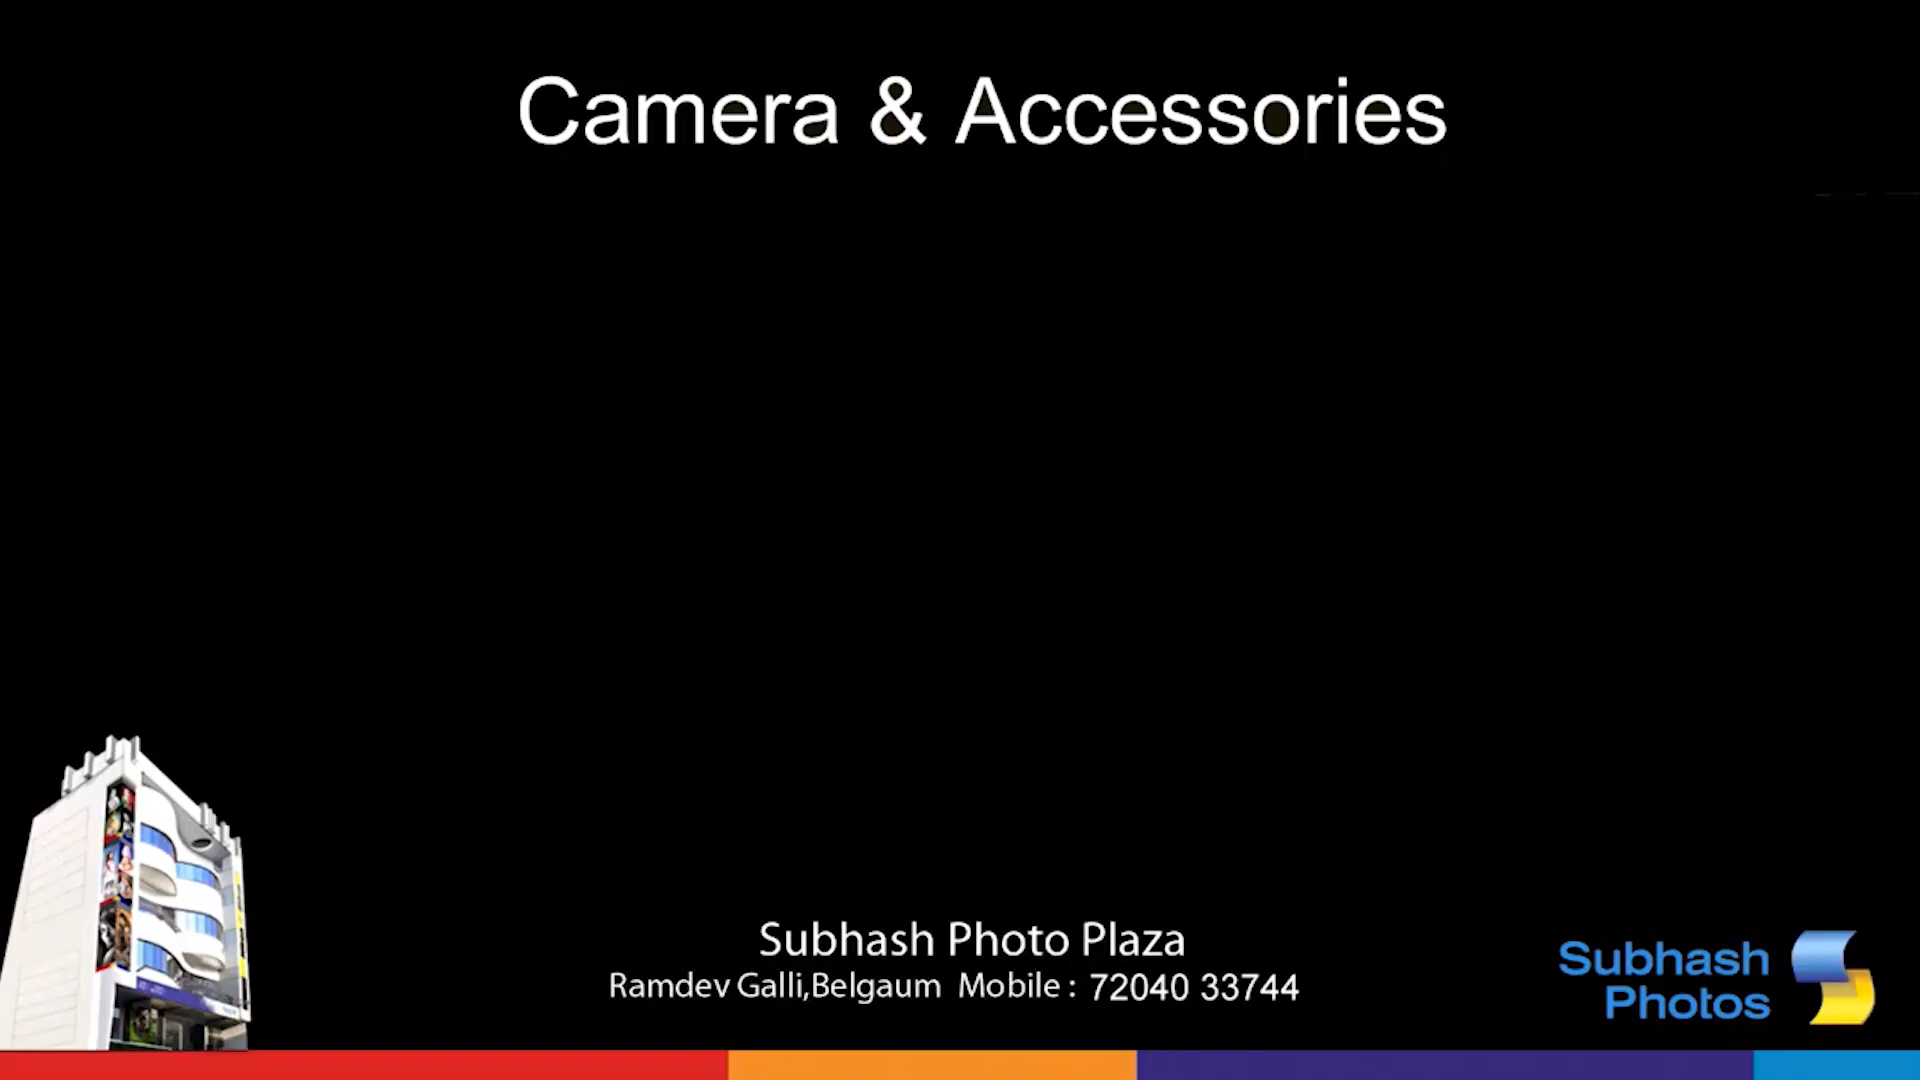 Camera & Accessories
Subhash Photo Plaza
Ramdev Galli,Belgaum Mobile : 72040 33744
Subhash
Photos